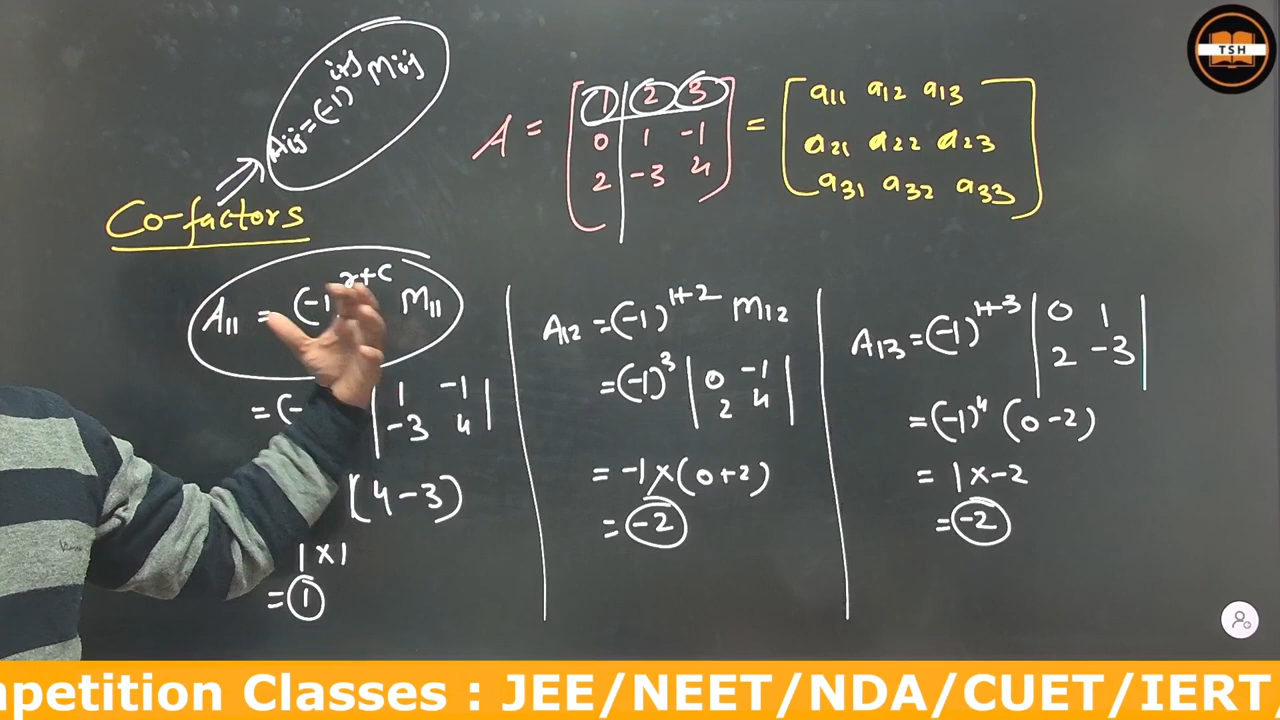 TSH
Aij = (-1)^{i+j} Mij
A = [1 2 3 = [a11 a12 a13
0 1 -1 a21 a22 a23
2 -3 4] a31 a32 a33]
Co-factors
A11 = (-1)^{r+c} M11
= (- | 1 -1
-3 4 |
(4-3)
1×1
= 1
A12 = (-1)^{1+2} M12
= (-1)^3 | 0 -1
2 4 |
= -1×(0+2)
= -2
A13 = (-1)^{1+3} | 0 1
2 -3 |
= (-1)^4 (0-2)
= 1×-2
= -2
mpetition Classes : JEE/NEET/NDA/CUET/IERT/